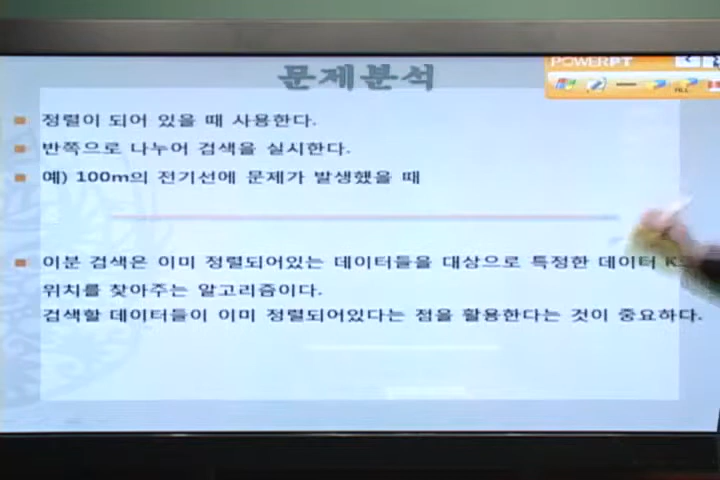 문제분석
POWERPT
정렬이 되어 있을 때 사용한다.
반쪽으로 나누어 검색을 실시한다.
예) 100m의 전기선에 문제가 발생했을 때
이분 검색은 이미 정렬되어있는 데이터들을 대상으로 특정한 데이터 K
위치를 찾아주는 알고리즘이다.
검색할 데이터들이 이미 정렬되어있다는 점을 활용한다는 것이 중요하다.